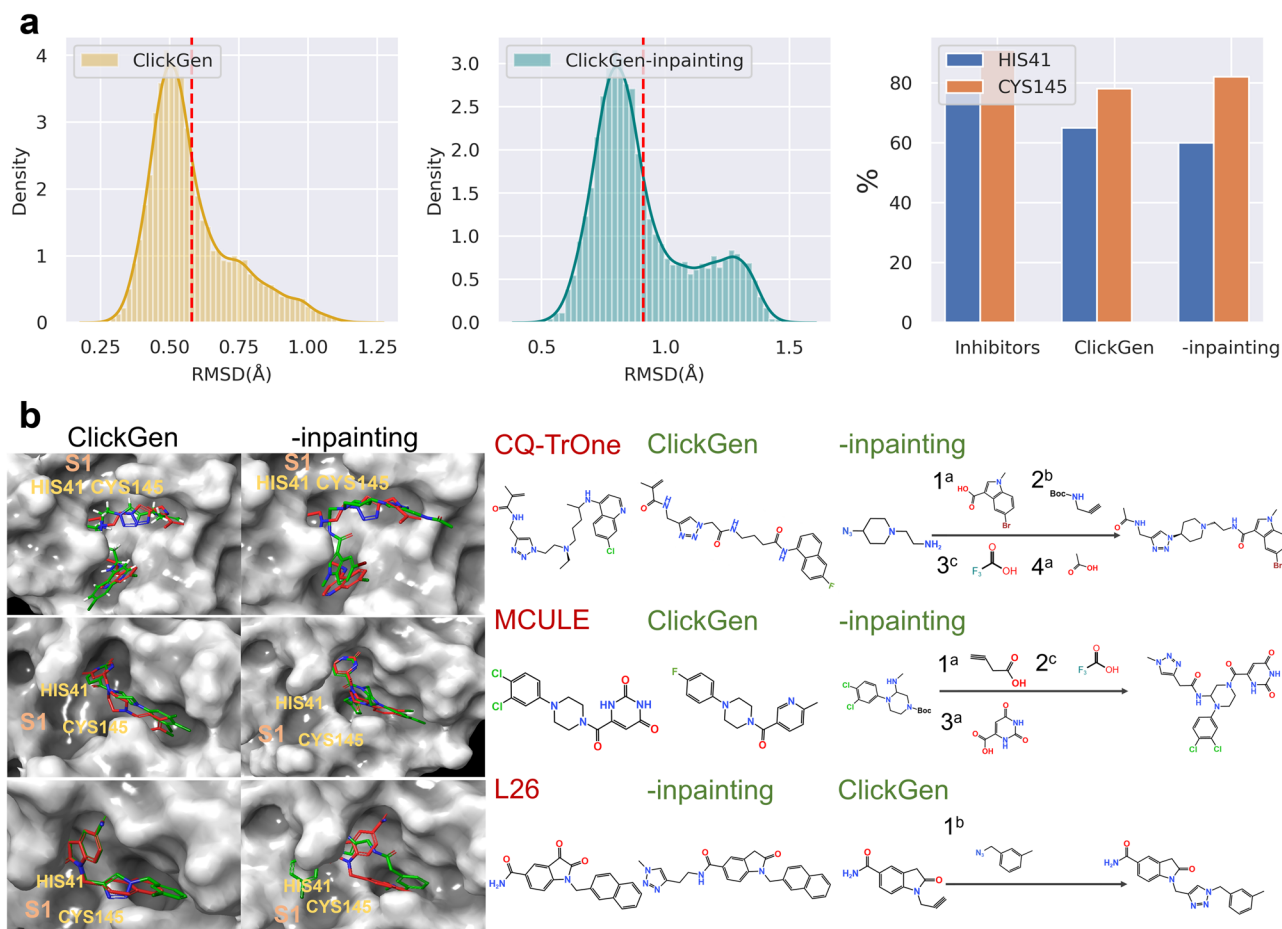 a
ClickGen
4
3
2
1
0
Density
0.25 0.50 0.75 1.00 1.25
RMSD(Å)
ClickGen-inpainting
3.0
2.5
2.0
1.5
1.0
0.5
0.0
Density
0.5 1.0 1.5
RMSD(Å)
HIS41
CYS145
80
60
40
20
0
%
Inhibitors ClickGen -inpainting
b
ClickGen -inpainting
S1
HIS41 CYS145
S1
HIS41 CYS145
HIS41
S1
CYS145
HIS41
S1
CYS145
HIS41
S1 CYS145
HIS41
S1 CYS145
CQ-TrOne ClickGen -inpainting
1a 2b
3c 4a
MCULE ClickGen -inpainting
1a 2c
3a
L26 -inpainting ClickGen
1b